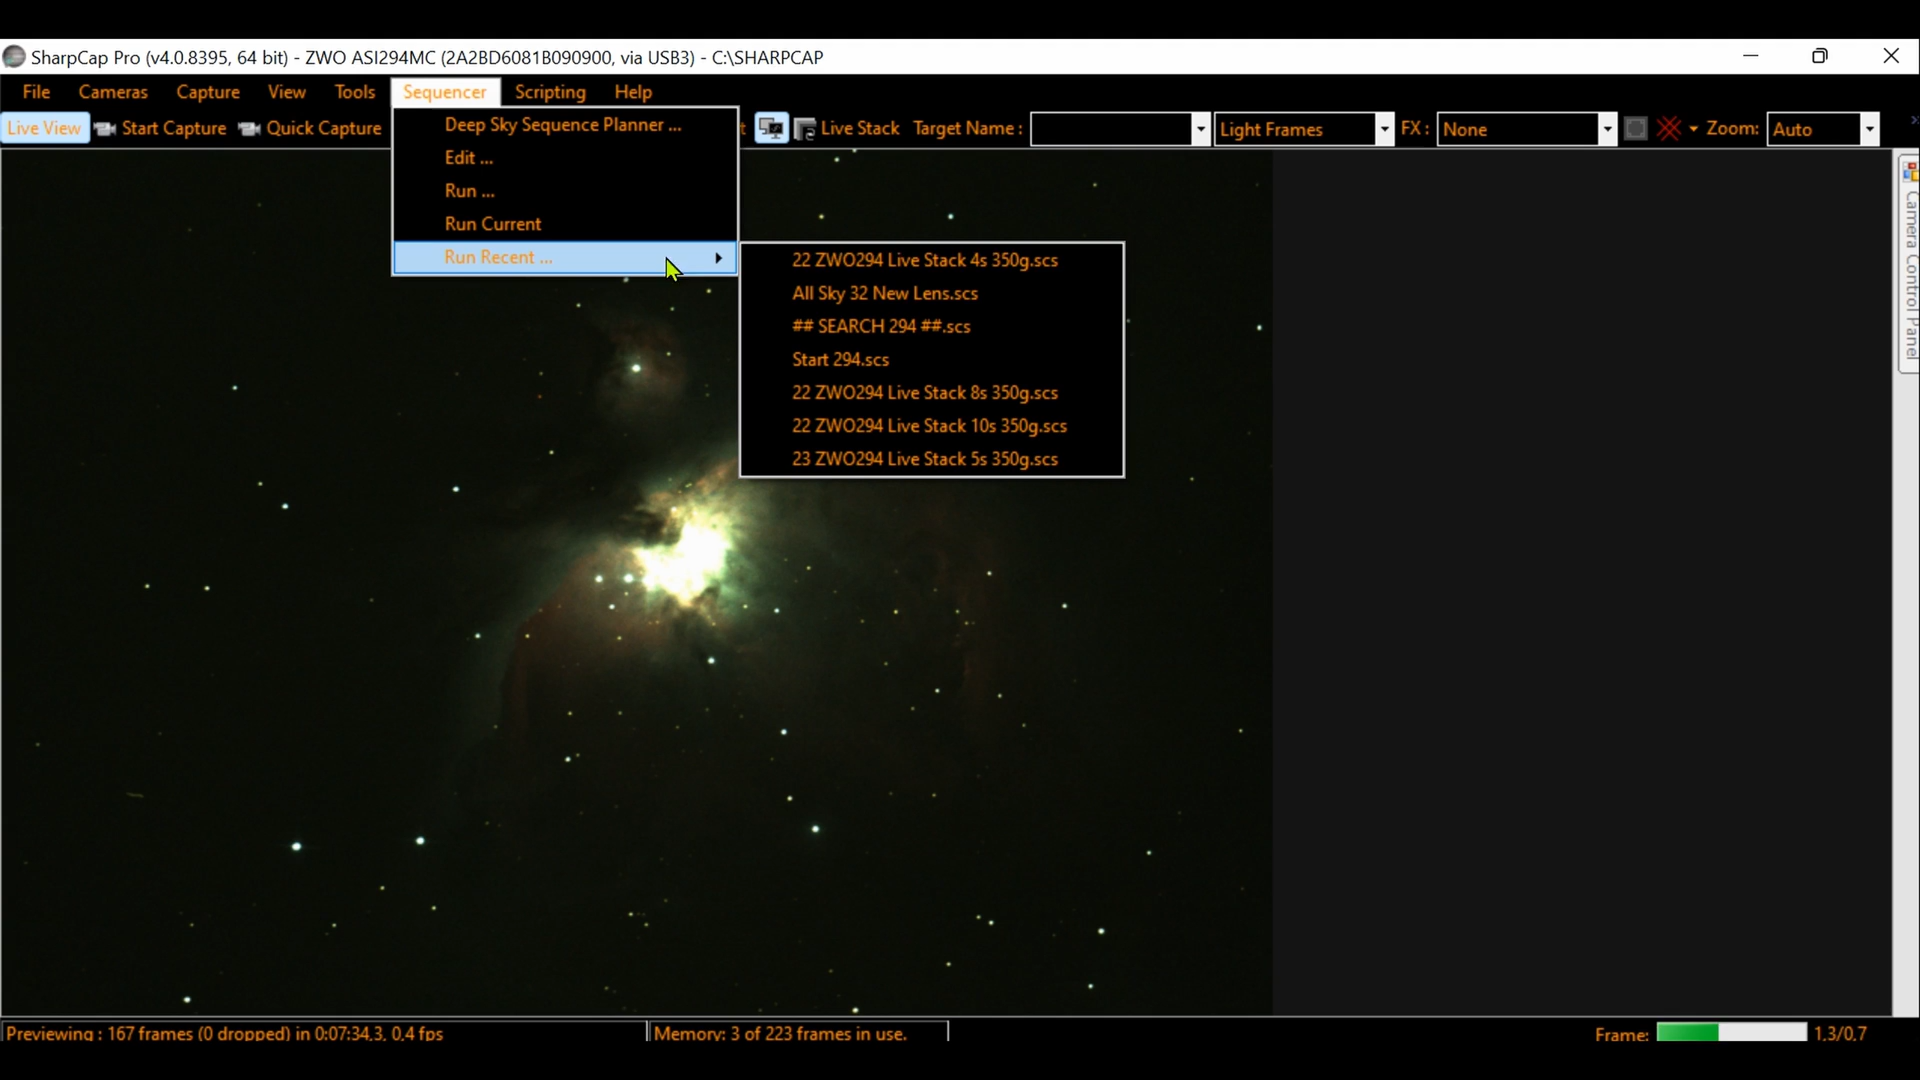 SharpCap Pro (v4.0.8395, 64 bit) - ZWO ASI294MC (2A2BD6081B090900, via USB3) - C:\SHARPCAP
File Cameras Capture View Tools Sequencer Scripting Help
Live View Start Capture Quick Capture Live Stack Target Name : Light Frames FX : None Zoom: Auto
Deep Sky Sequence Planner ...
Edit ...
Run ...
Run Current
Run Recent ...
22 ZWO294 Live Stack 4s 350g.scs
All Sky 32 New Lens.scs
## SEARCH 294 ##.scs
Start 294.scs
22 ZWO294 Live Stack 8s 350g.scs
22 ZWO294 Live Stack 10s 350g.scs
23 ZWO294 Live Stack 5s 350g.scs
Camera Control Panel
Previewing : 167 frames (0 dropped) in 0:07:34.3, 0.4 fps Memory: 3 of 223 frames in use. Frame: 1.3/0.7